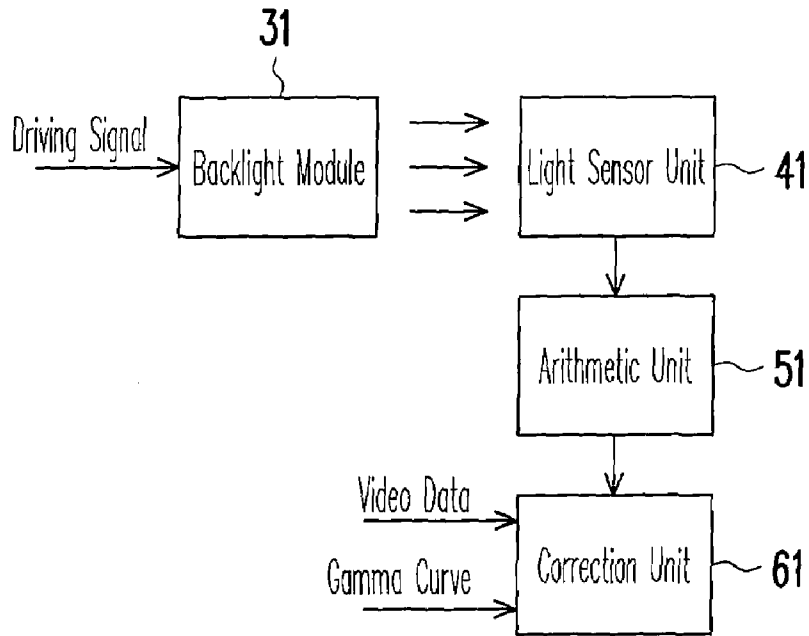 31
Driving Signal
Backlight Module
Light Sensor Unit
41
Arithmetic Unit
51
Video Data
Gamma Curve
Correction Unit
61